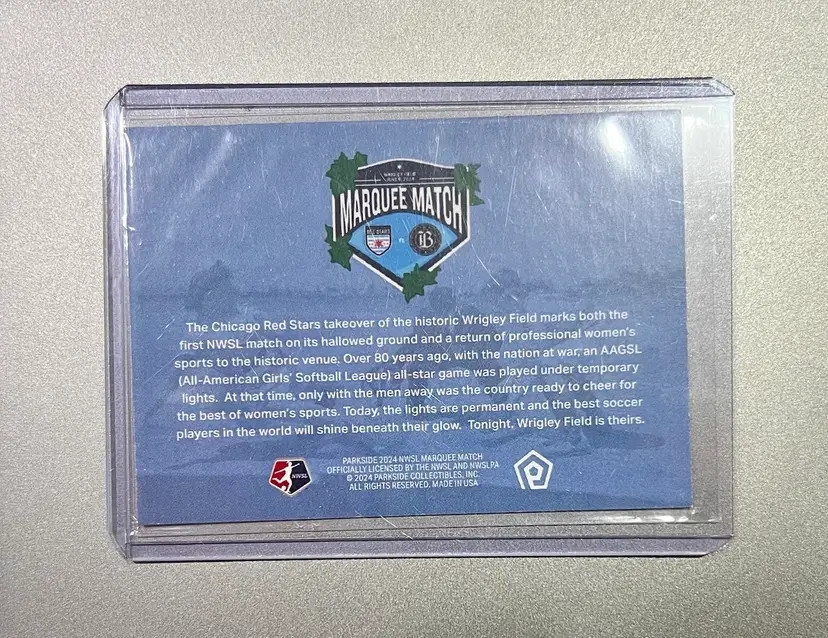 WRIGLEY FIELD
MARQUEE MATCH
RED STARS
VS
B
The Chicago Red Stars takeover of the historic Wrigley Field marks both the
first NWSL match on its hallowed ground and a return of professional women's
sports to the historic venue. Over 80 years ago, with the nation at war, an AAGSL
(All-American Girls' Softball League) all-star game was played under temporary
lights. At that time, only with the men away was the country ready to cheer for
the best of women's sports. Today, the lights are permanent and the best soccer
players in the world will shine beneath their glow. Tonight, Wrigley Field is theirs.
NWSL
PARKSIDE 2024 NWSL MARQUEE MATCH
OFFICIALLY LICENSED BY THE NWSL AND NWSLPA
© 2024 PARKSIDE COLLECTIBLES, INC.
ALL RIGHTS RESERVED. MADE IN USA